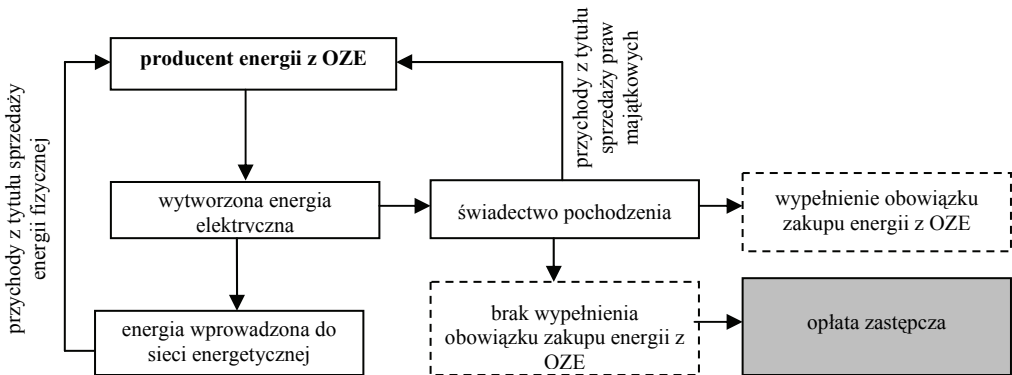 producent energii z OZE
przychody z tytułu sprzedaży
energii fizycznej
przychody z tytułu
sprzedaży praw
majątkowych
wytworzona energia
elektryczna
świadectwo pochodzenia
wypełnienie obowiązku
zakupu energii z OZE
energia wprowadzona do
sieci energetycznej
brak wypełnienia
obowiązku zakupu energii z
OZE
opłata zastępcza